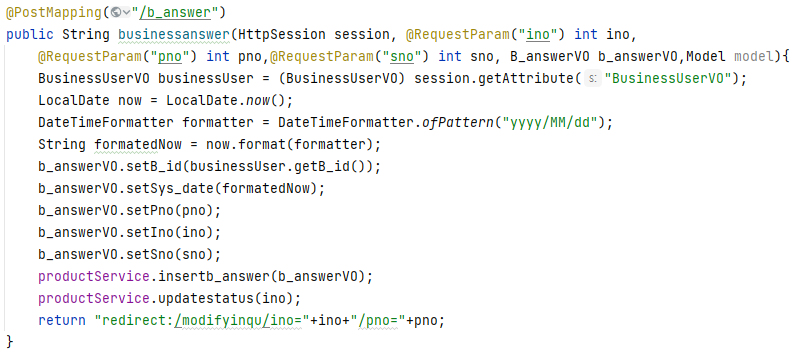 @PostMapping("/b_answer")
public String businessanswer(HttpSession session, @RequestParam("ino") int ino,
    @RequestParam("pno") int pno,@RequestParam("sno") int sno, B_answerVO b_answerVO,Model model){
    BusinessUserVO businessUser = (BusinessUserVO) session.getAttribute( s: "BusinessUserVO");
    LocalDate now = LocalDate.now();
    DateTimeFormatter formatter = DateTimeFormatter.ofPattern("yyyy/MM/dd");
    String formatedNow = now.format(formatter);
    b_answerVO.setB_id(businessUser.getB_id());
    b_answerVO.setSys_date(formatedNow);
    b_answerVO.setPno(pno);
    b_answerVO.setIno(ino);
    b_answerVO.setSno(sno);
    productService.insertb_answer(b_answerVO);
    productService.updatestatus(ino);
    return "redirect:/modifyinqu/ino="+ino+"/pno="+pno;
}